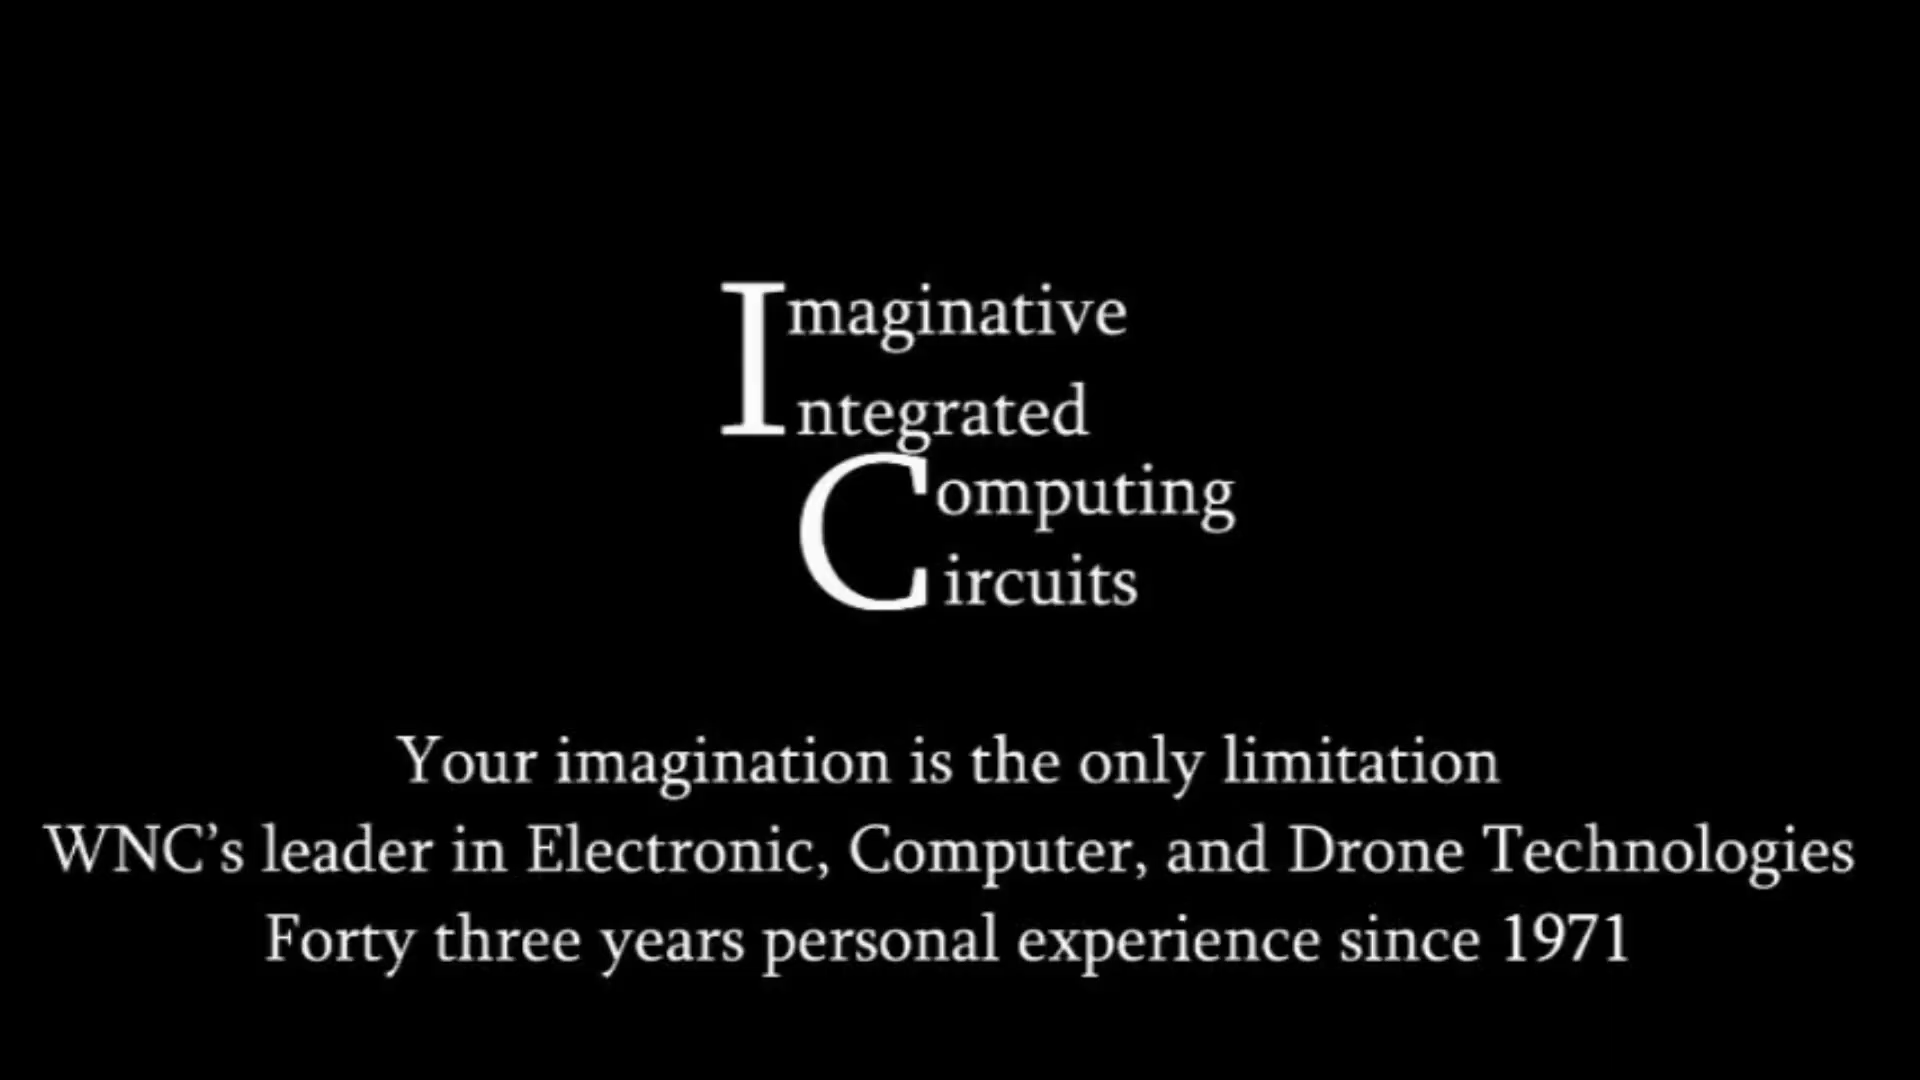 Imaginative
Integrated
Computing
Circuits
Your imagination is the only limitation
WNC’s leader in Electronic, Computer, and Drone Technologies
Forty three years personal experience since 1971